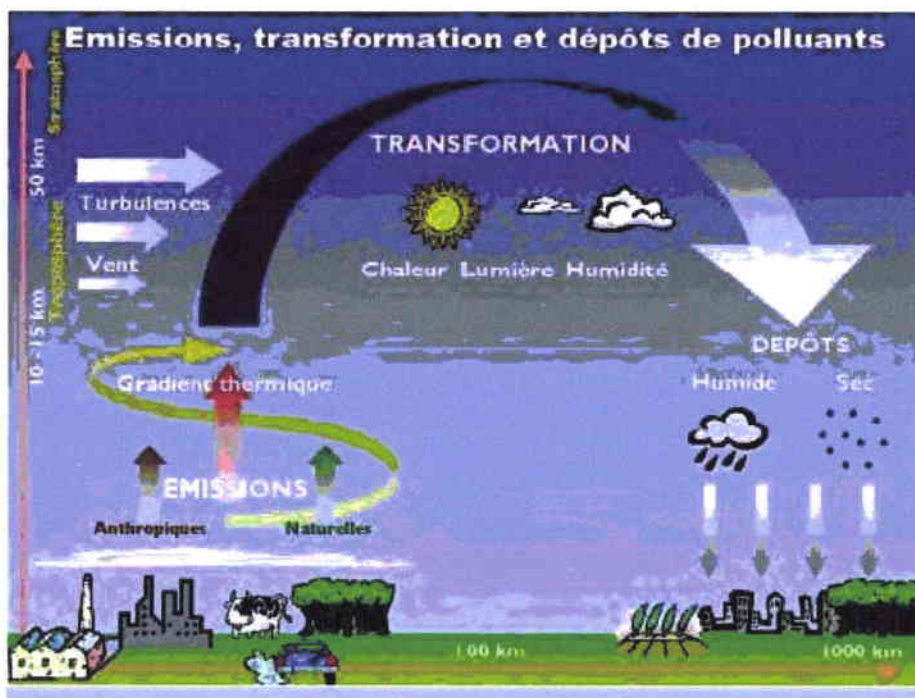 Emissions, transformation et dépôts de polluants
Stratosphère
50 km
TRANSFORMATION
Turbulences
Troposphère
Vent
Chaleur Lumière Humidité
10 - 15 km
DEPÔTS
Gradient thermique
Humide Sec
EMISSIONS
Anthropiques Naturelles
100 km 1000 km